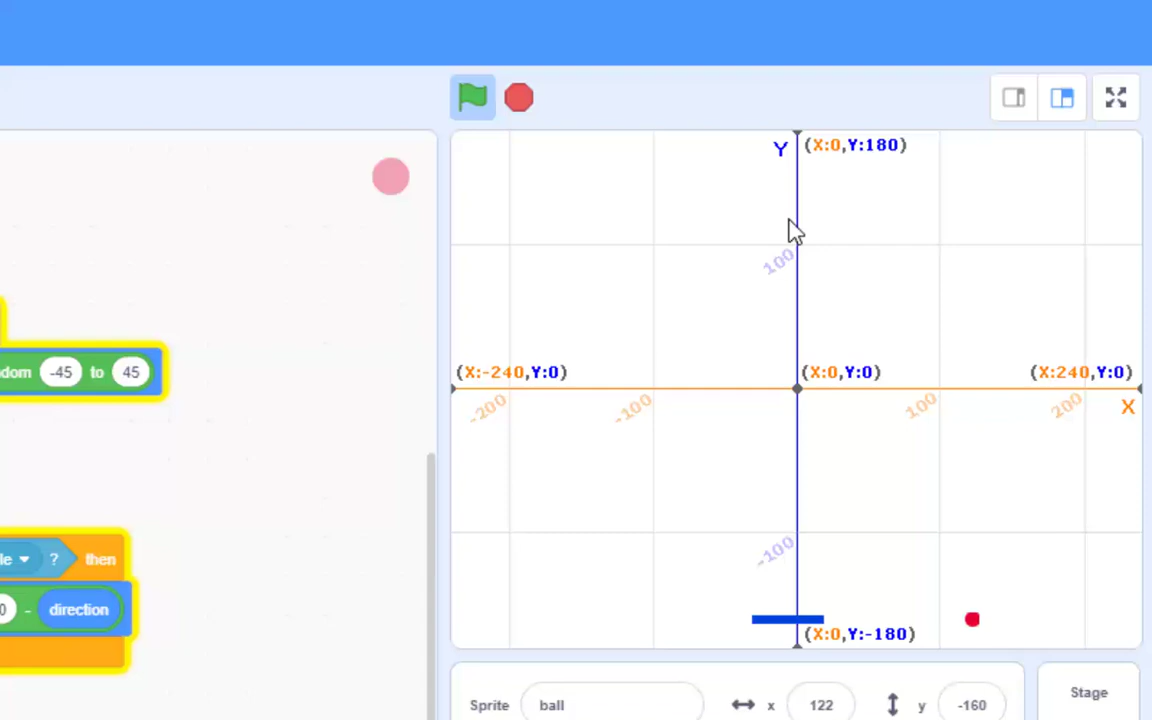 (X:0,Y:180)
Y
100
dom -45 to 45
(X:-240,Y:0)
(X:0,Y:0)
(X:240,Y:0)
-200
-100
100
200
X
-100
le ? then
0 - direction
(X:0,Y:-180)
Sprite ball x 122 y -160
Stage